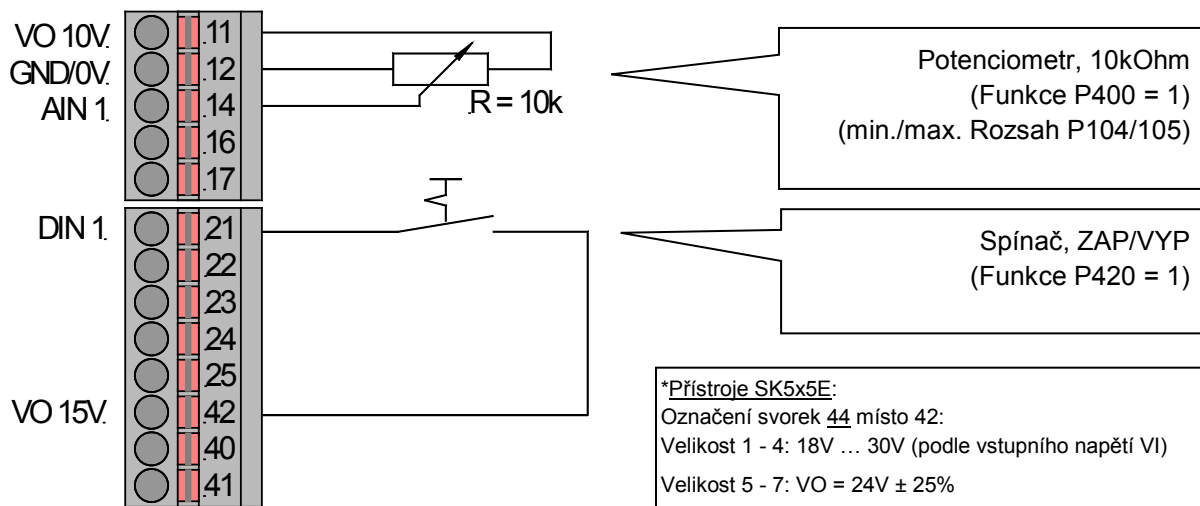 VO 10V.
.11
GND/0V.
.12
AIN 1.
.14
R = 10k
.16
.17
DIN 1.
.21
.22
.23
.24
.25
VO 15V.
.42
.40
.41
Potenciometr, 10kOhm
(Funkce P400 = 1)
(min./max. Rozsah P104/105)
Spínač, ZAP/VYP
(Funkce P420 = 1)
*Přístroje SK5x5E:
Označení svorek 44 místo 42:
Velikost 1 - 4: 18V … 30V (podle vstupního napětí VI)
Velikost 5 - 7: VO = 24V ± 25%